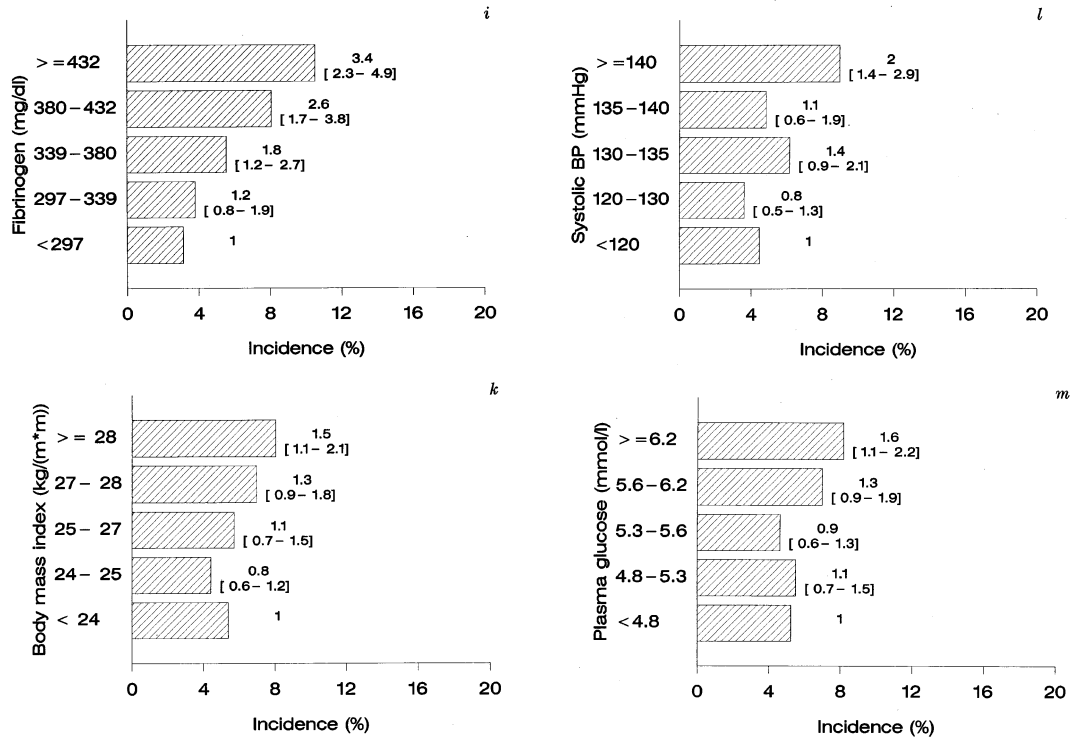 i
Fibrinogen (mg/dl)
>=432
3.4
[ 2.3– 4.9]
380–432
2.6
[ 1.7– 3.8]
339–380
1.8
[ 1.2– 2.7]
297–339
1.2
[ 0.8– 1.9]
<297
1
0 4 8 12 16 20
Incidence (%)
l
Systolic BP (mmHg)
>=140
2
[ 1.4– 2.9]
135–140
1.1
[ 0.6– 1.9]
130–135
1.4
[ 0.9– 2.1]
120–130
0.8
[ 0.5– 1.3]
<120
1
0 4 8 12 16 20
Incidence (%)
k
Body mass index (kg/(m*m))
>= 28
1.5
[ 1.1– 2.1]
27– 28
1.3
[ 0.9– 1.8]
25– 27
1.1
[ 0.7– 1.5]
24– 25
0.8
[ 0.6– 1.2]
< 24
1
0 4 8 12 16 20
Incidence (%)
m
Plasma glucose (mmol/l)
>=6.2
1.6
[ 1.1– 2.2]
5.6–6.2
1.3
[ 0.9– 1.9]
5.3–5.6
0.9
[ 0.6– 1.3]
4.8–5.3
1.1
[ 0.7– 1.5]
<4.8
1
0 4 8 12 16 20
Incidence (%)